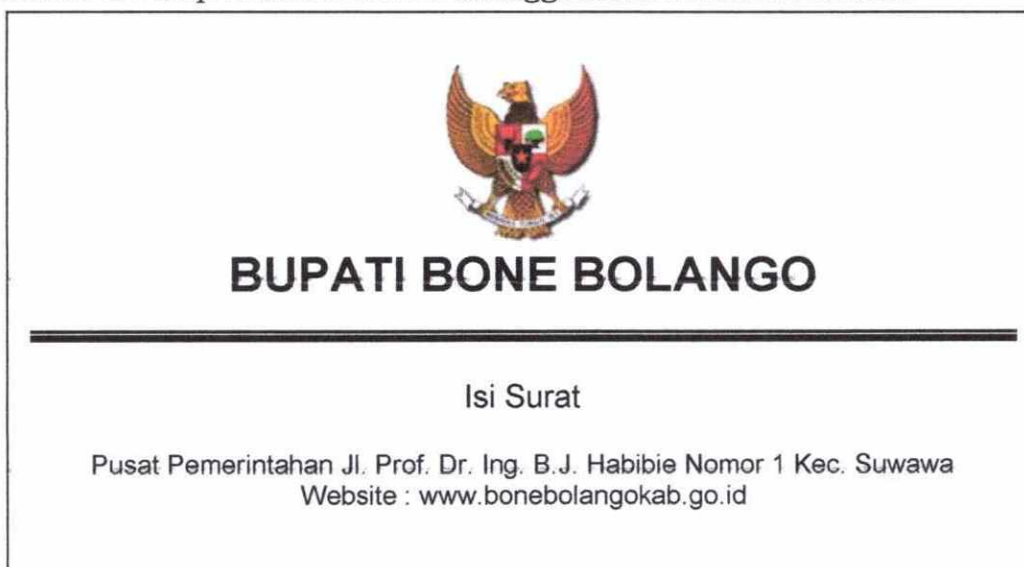 BUPATI BONE BOLANGO
Isi Surat
Pusat Pemerintahan Jl. Prof. Dr. Ing. B.J. Habibie Nomor 1 Kec. Suwawa
Website : www.bonebolangokab.go.id